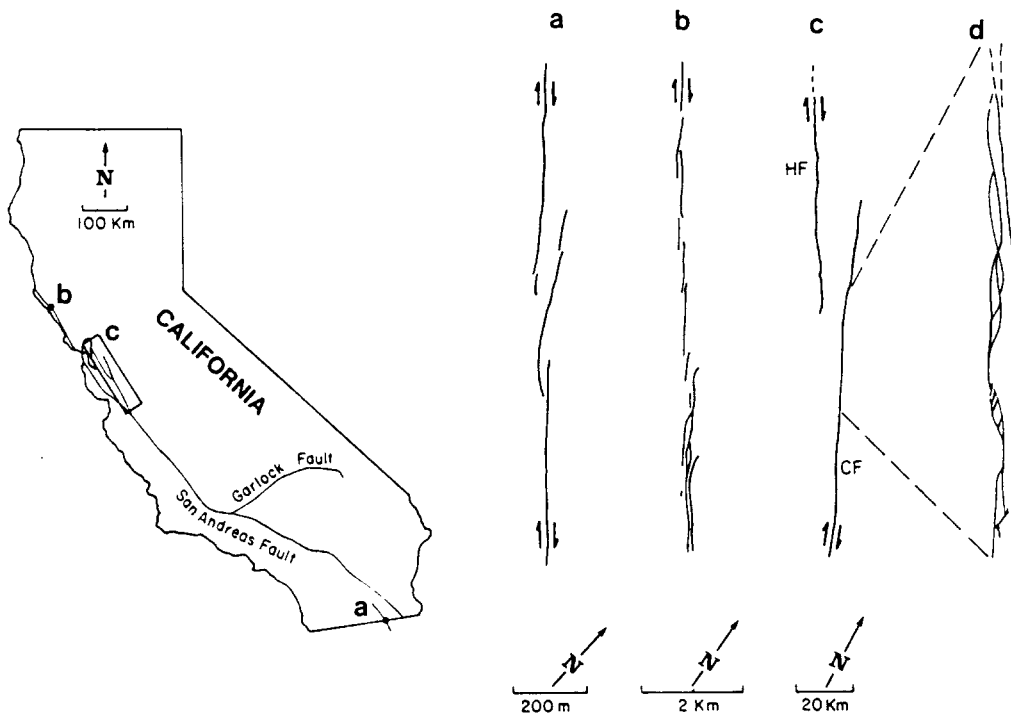 N
100 Km
b
c
CALIFORNIA
Garlock Fault
San Andreas Fault
a
a
b
c
d
HF
CF
N
200 m
N
2 Km
N
20 Km